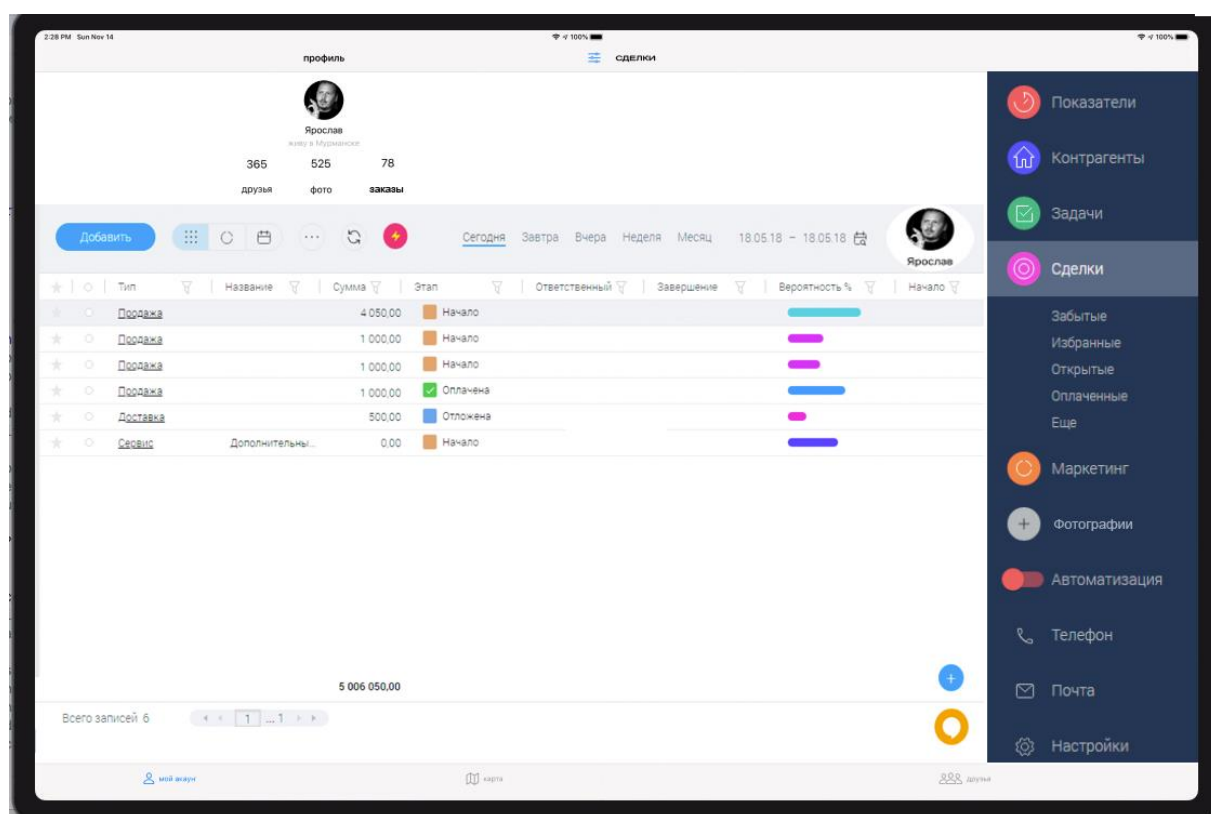 2:28 PM Sun Nov 14
100%
100%
профиль
сделки
Ярослав
живу в Мурманске
365 525 78
друзья фото заказы
Добавить
Сегодня Завтра Вчера Неделя Месяц 18.05.18 – 18.05.18
Ярослав
Тип Название Сумма Этап Ответственный Завершение Вероятность % Начало
Продажа 4 050,00 Начало
Продажа 1 000,00 Начало
Продажа 1 000,00 Начало
Продажа 1 000,00 Оплачена
Доставка 500,00 Отложена
Сервис Дополнительны... 0,00 Начало
5 006 050,00
Всего записей 6 1 ...1
Показатели
Контрагенты
Задачи
Сделки
Забытые
Избранные
Открытые
Оплаченные
Еще
Маркетинг
Фотографии
Автоматизация
Телефон
Почта
Настройки
мой акаунт карта друзья